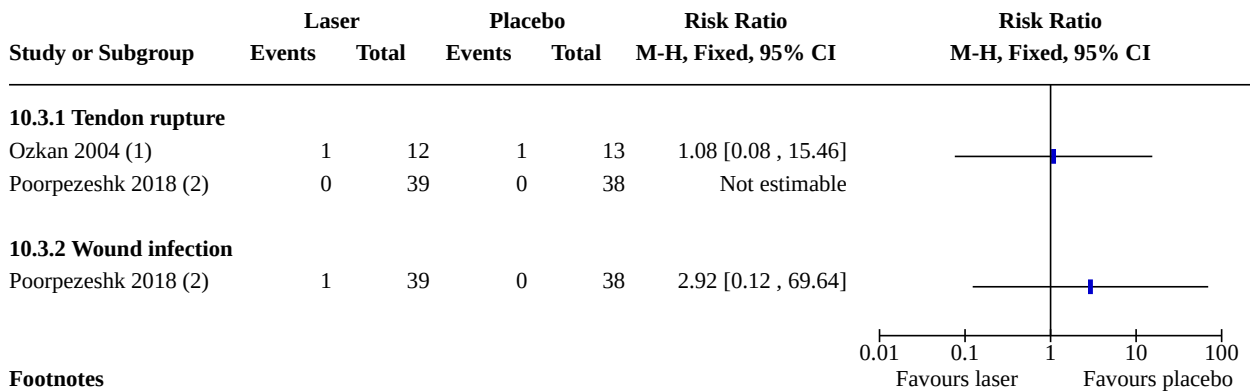 Laser Placebo Risk Ratio Risk Ratio
Study or Subgroup Events Total Events Total M-H, Fixed, 95% CI M-H, Fixed, 95% CI
10.3.1 Tendon rupture
Ozkan 2004 (1) 1 12 1 13 1.08 [0.08 , 15.46]
Poorpezeshk 2018 (2) 0 39 0 38 Not estimable
10.3.2 Wound infection
Poorpezeshk 2018 (2) 1 39 0 38 2.92 [0.12 , 69.64]
0.01 0.1 1 10 100
Footnotes Favours laser Favours placebo